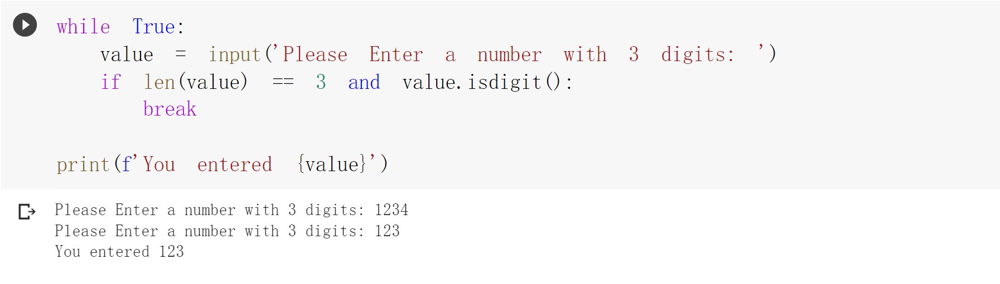 while True:
    value = input('Please Enter a number with 3 digits: ')
    if len(value) == 3 and value.isdigit():
        break
print(f'You entered {value}')
Please Enter a number with 3 digits: 1234
Please Enter a number with 3 digits: 123
You entered 123